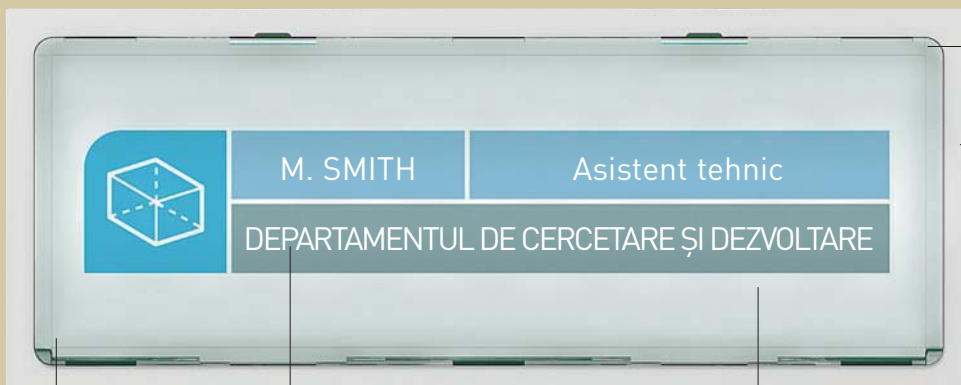 M. SMITH Asistent tehnic
DEPARTAMENTUL DE CERCETARE ȘI DEZVOLTARE